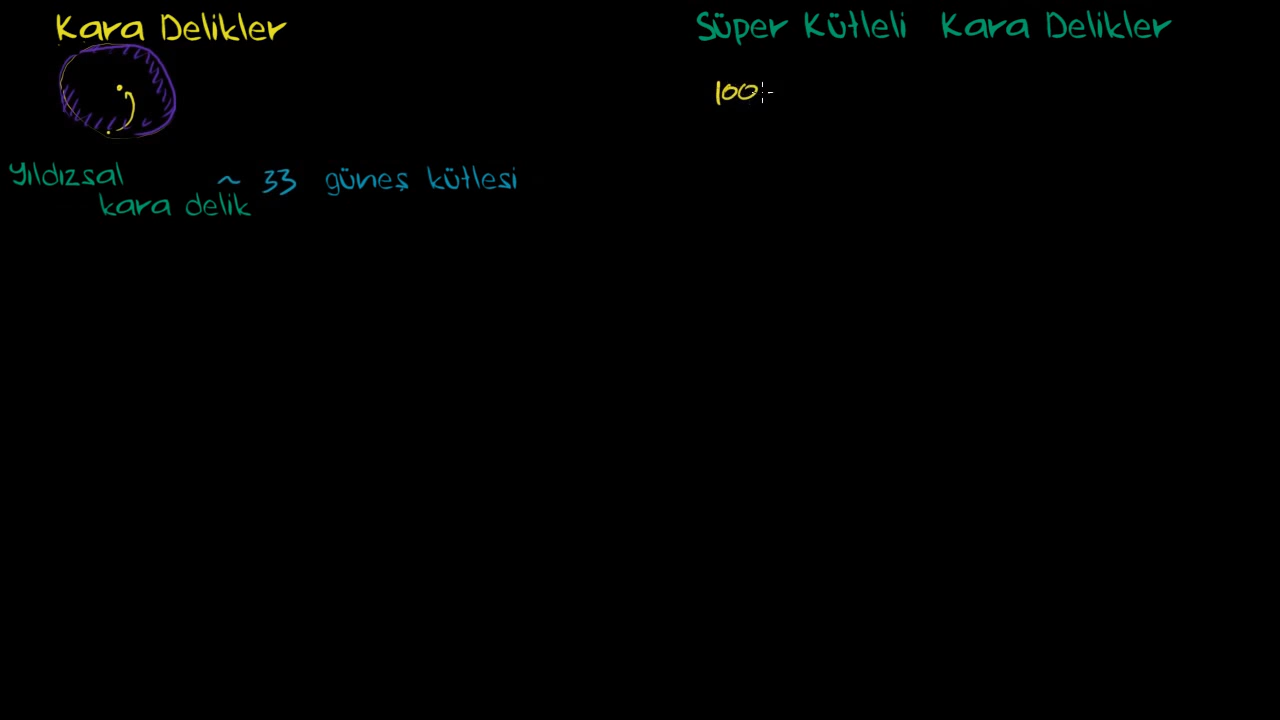 Kara Delikler
Süper Kütleli Kara Delikler
100
Yıldızsal ~ 33 güneş kütlesi
kara delik